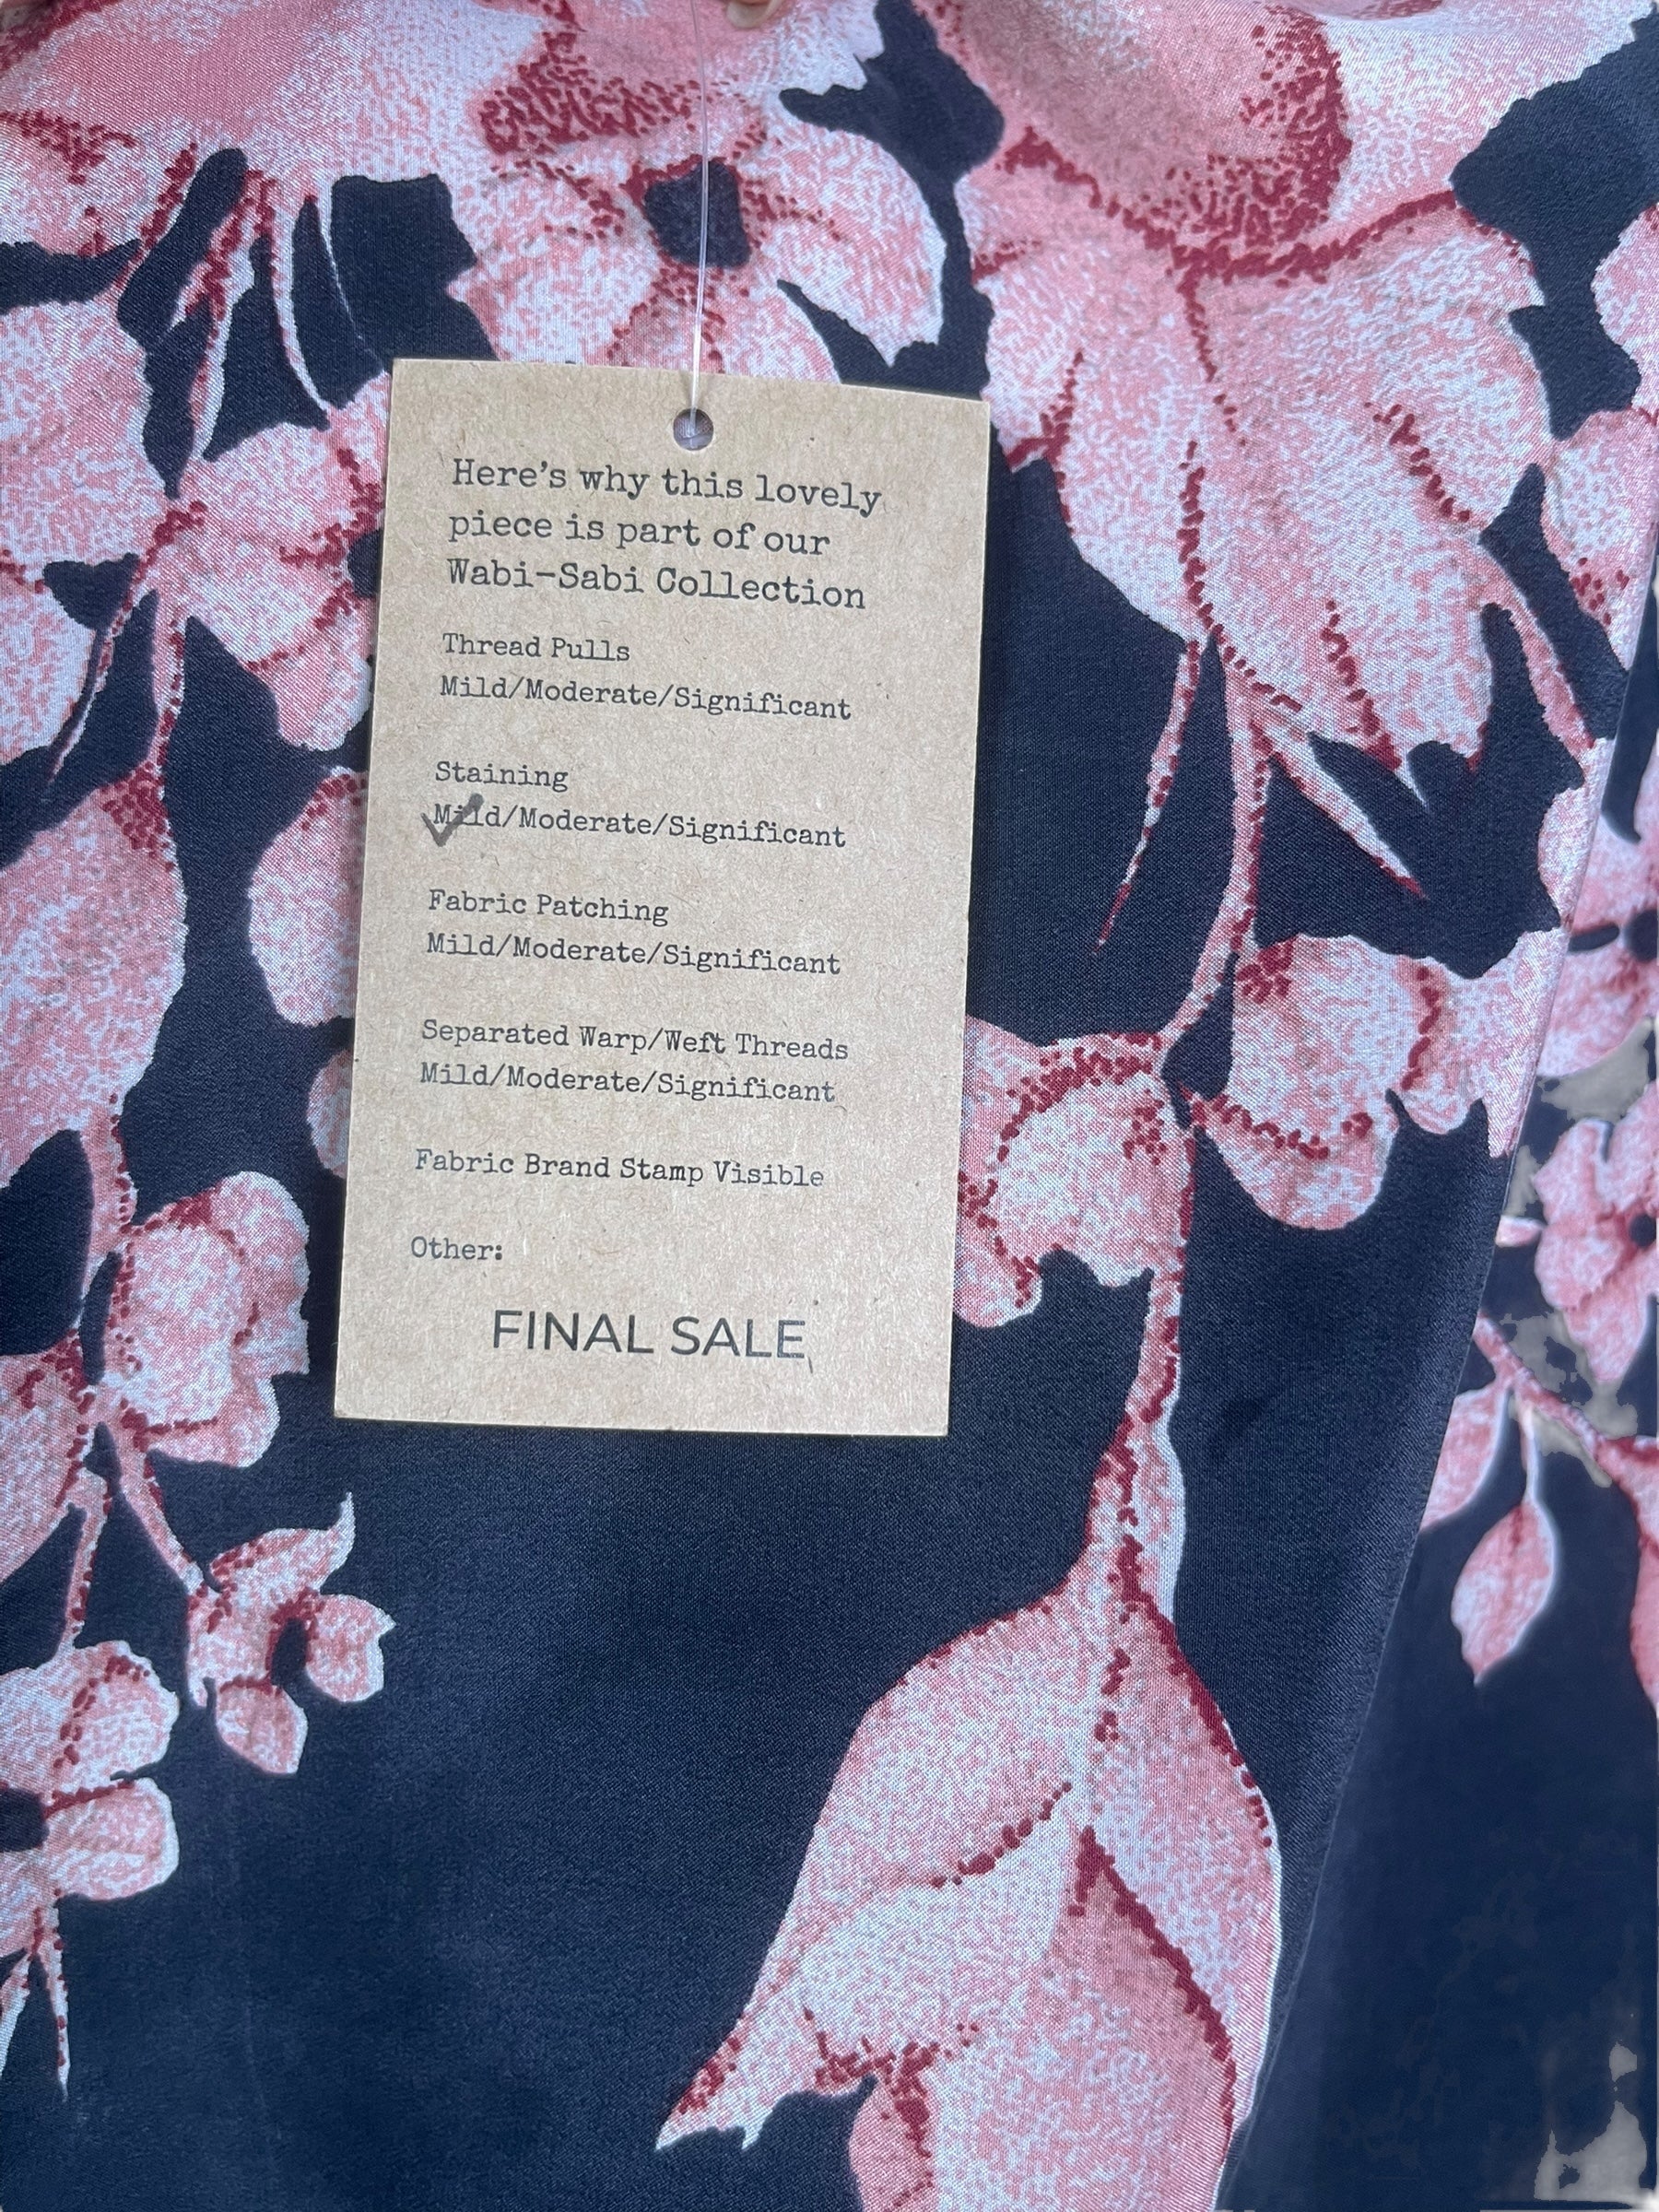 Here's why this lovely
piece is part of our
Wabi-Sabi Collection
Thread Pulls
Mild/Moderate/Significant
Staining
Mild/Moderate/Significant
Fabric Patching
Mild/Moderate/Significant
Separated Warp/Weft Threads
Mild/Moderate/Significant
Fabric Brand Stamp Visible
Other:
FINAL SALE